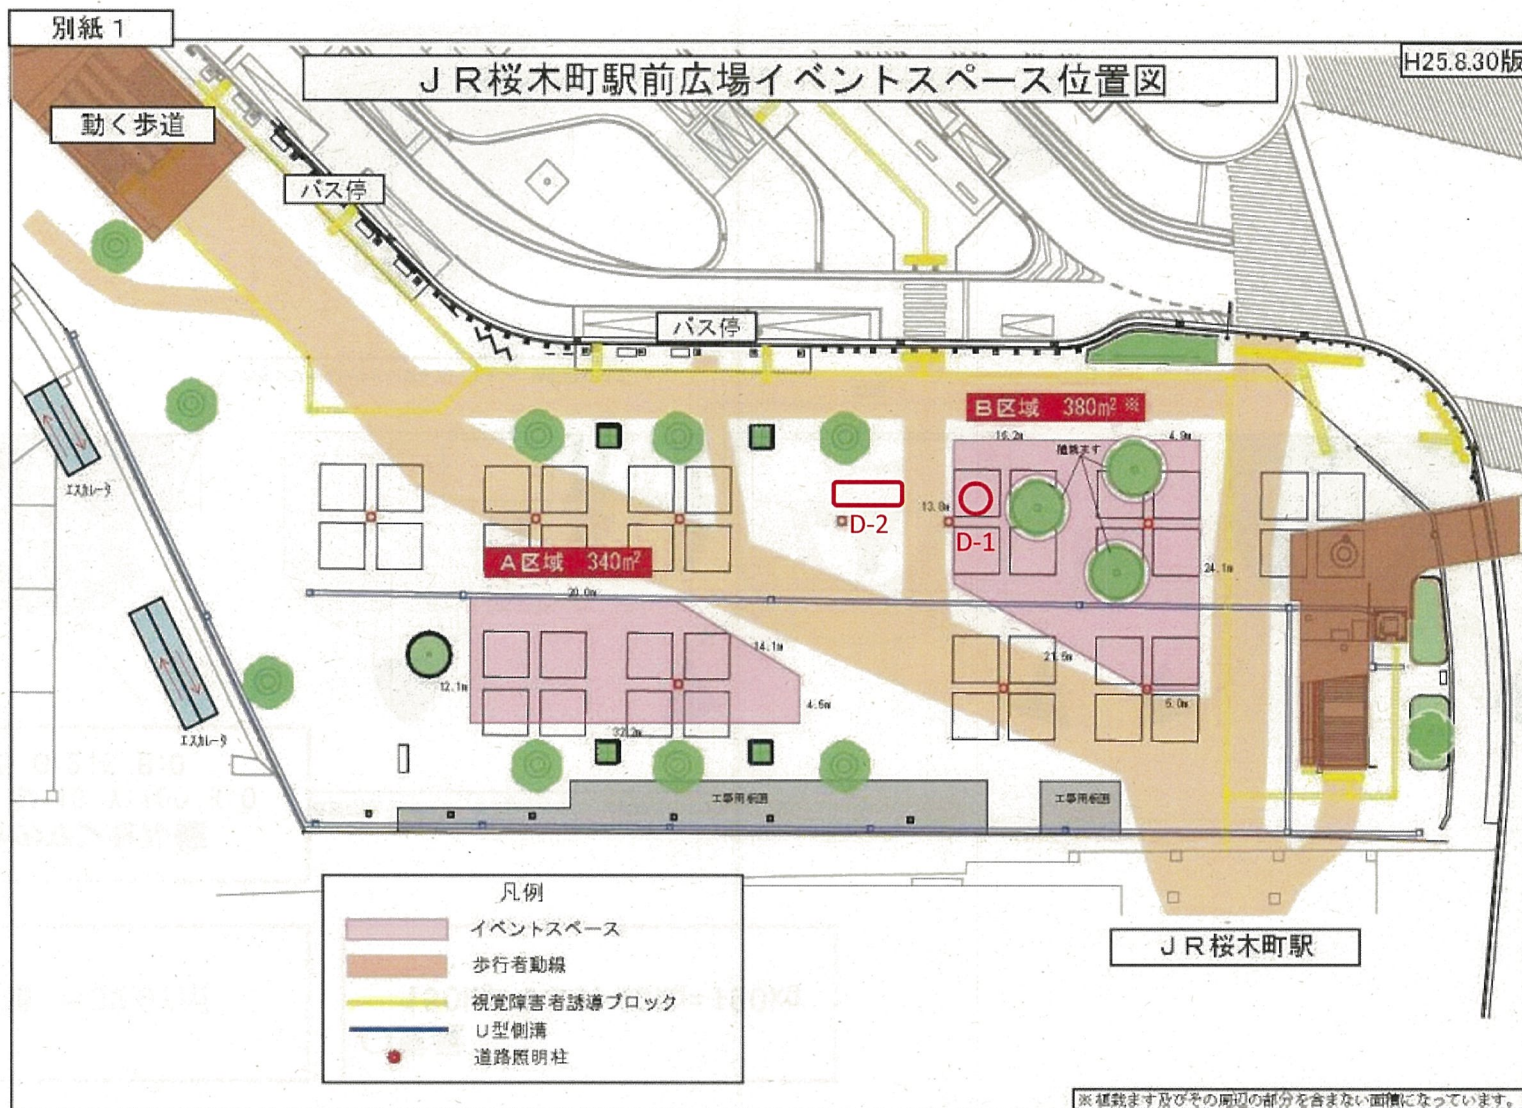 別紙1
H25.8.30版
JR桜木町駅前広場イベントスペース位置図
動く歩道
バス停
バス停
B区域 380m² ※
16.2m
4.9m
植栽ます
エスカレータ
13.8m
D-2
D-1
A区域 340m²
24.1m
20.0m
14.1m
21.6m
12.1m
4.5m
5.0m
32.2m
エスカレータ
工事用仮囲
工事用仮囲
凡例
イベントスペース
歩行者動線
視覚障害者誘導ブロック
U型側溝
道路照明柱
JR桜木町駅
※植栽ます及びその周辺の部分を含まない面積になっています。